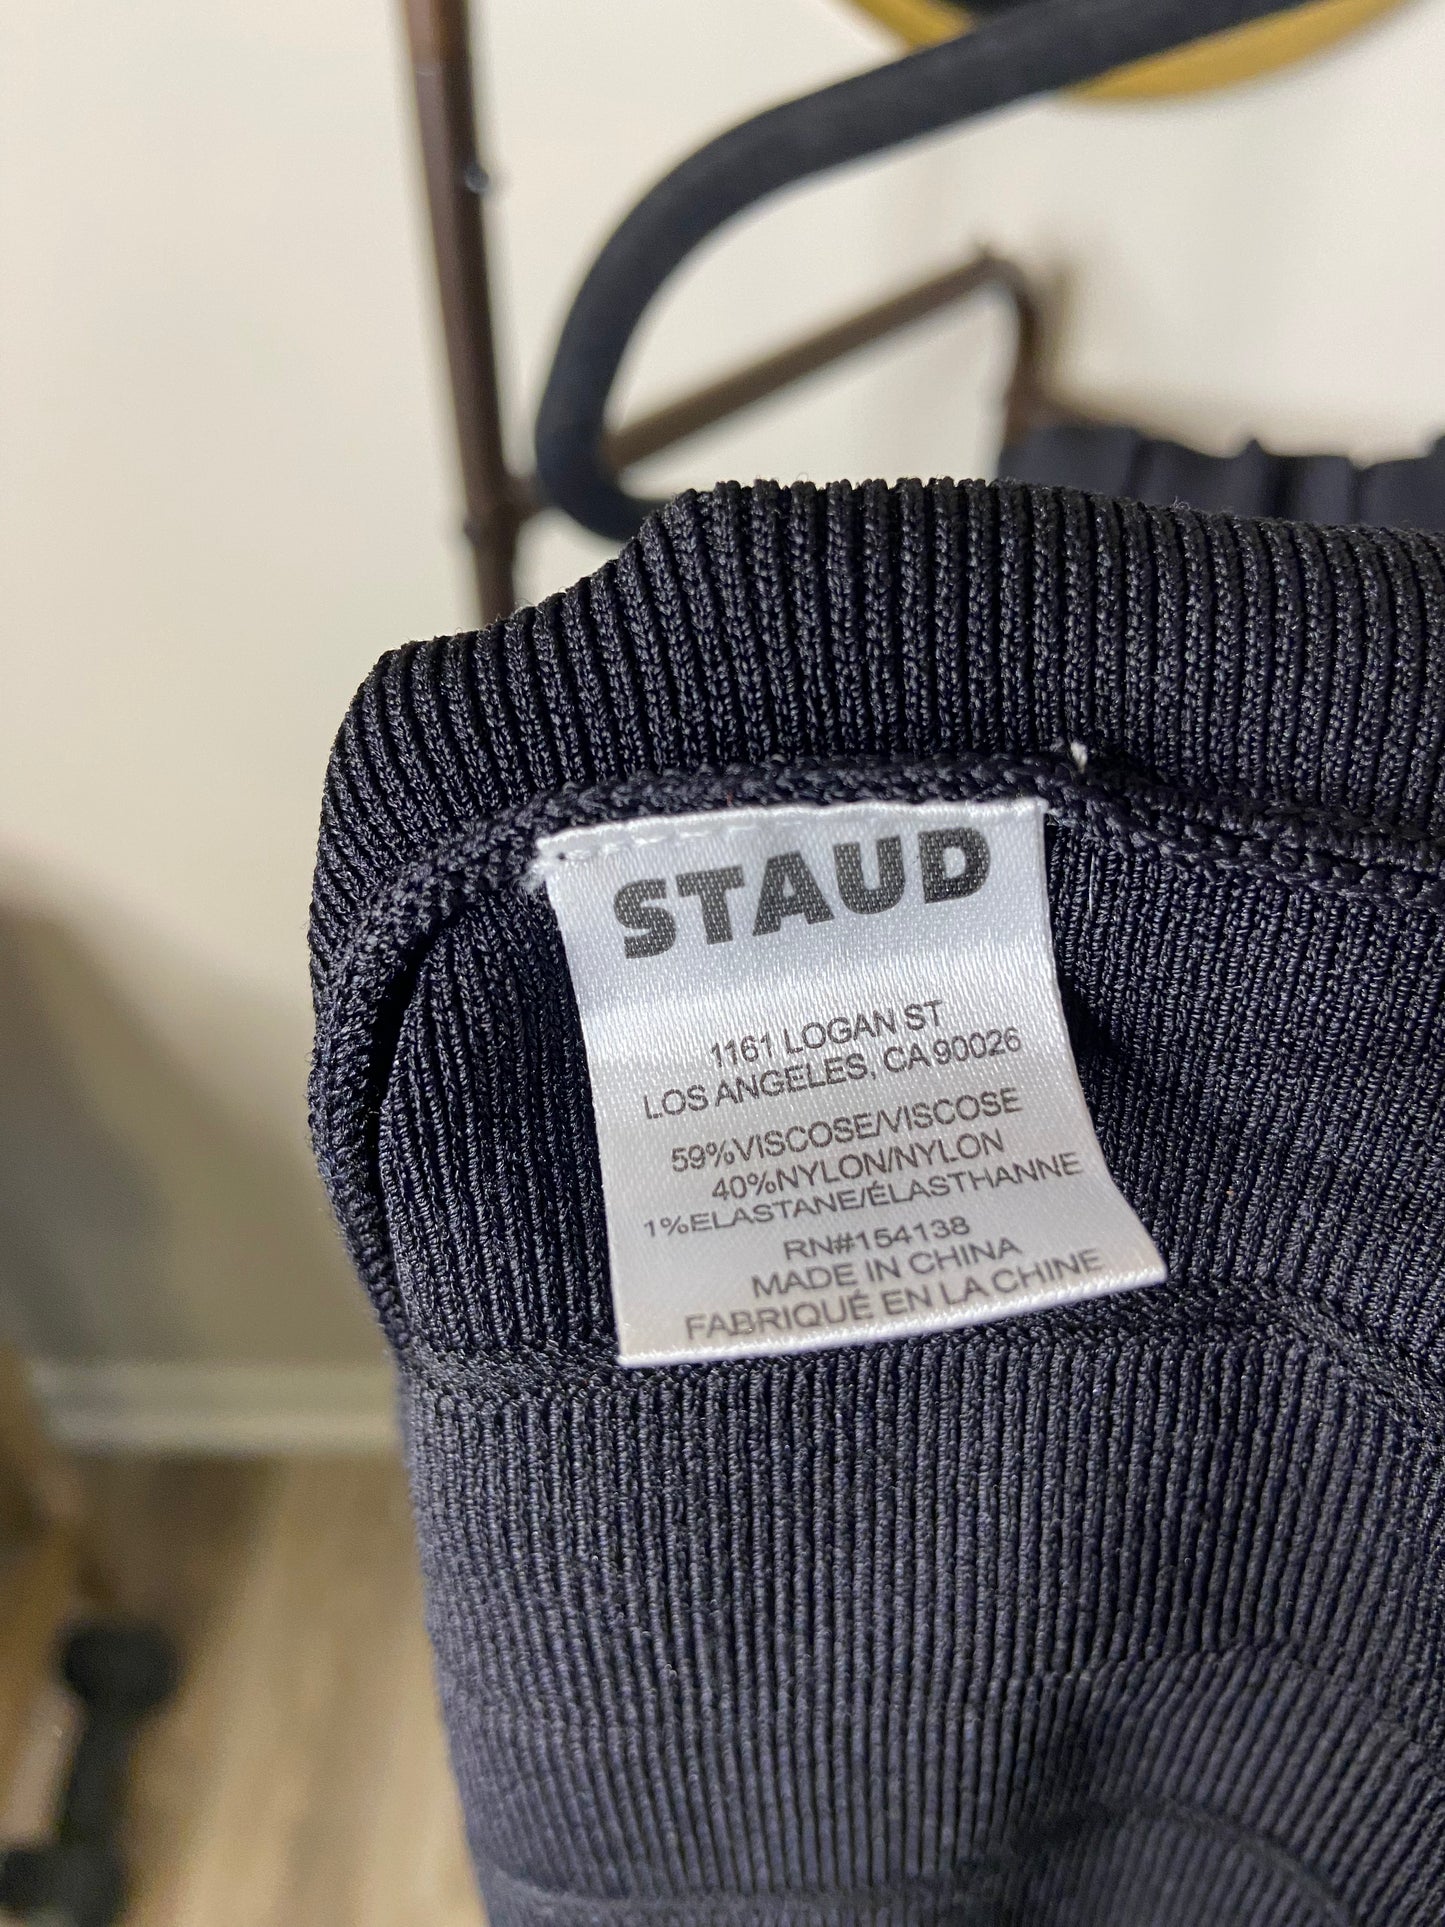 STAUD
1161 LOGAN ST
LOS ANGELES, CA 90026
59%VISCOSE/VISCOSE
40%NYLON/NYLON
1%ELASTANE/ÉLASTHANNE
RN#154138
MADE IN CHINA
FABRIQUÉ EN LA CHINE